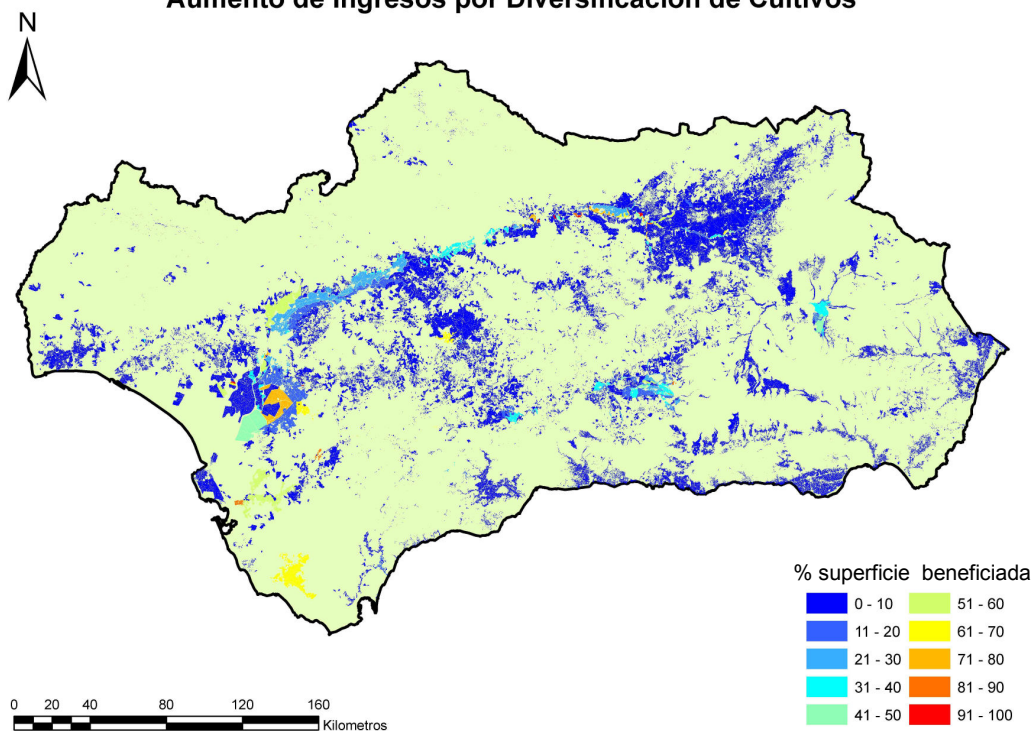 Aumento de Ingresos por Diversificación de Cultivos
N
% superficie beneficiada
0 - 10 51 - 60
11 - 20 61 - 70
21 - 30 71 - 80
31 - 40 81 - 90
41 - 50 91 - 100
0 20 40 80 120 160
Kilometros